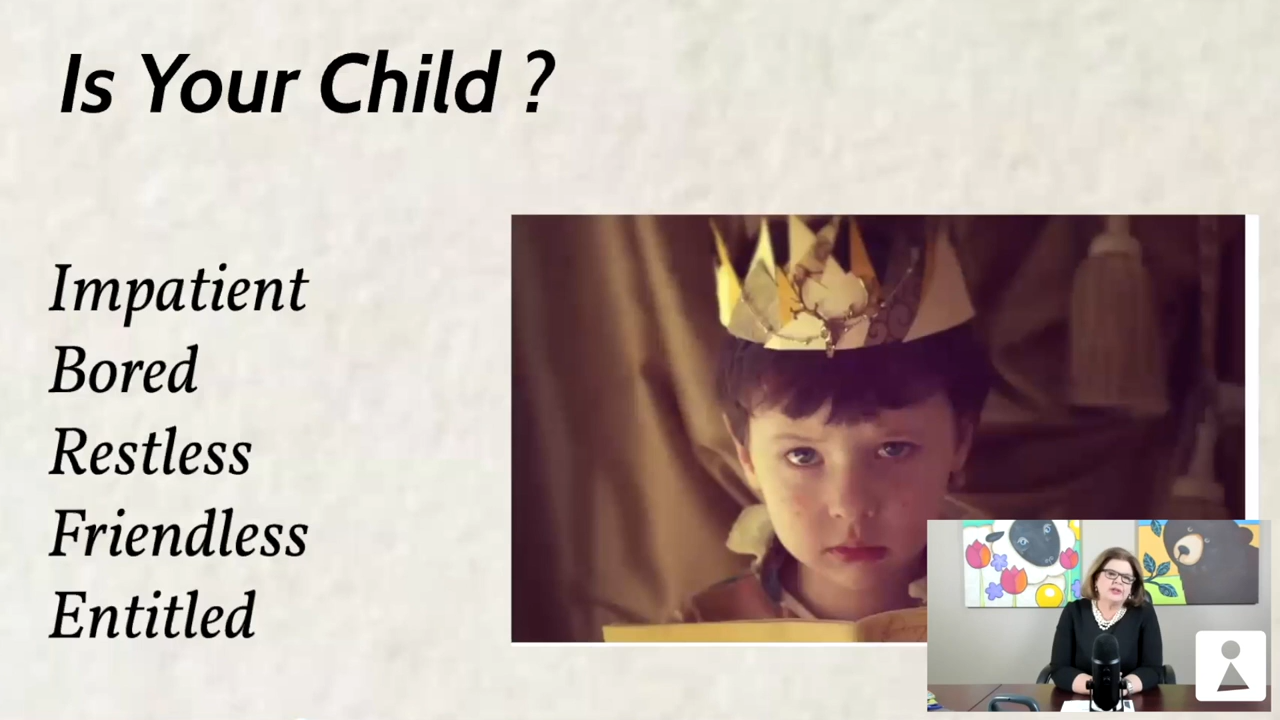 Is Your Child ?
Impatient
Bored
Restless
Friendless
Entitled